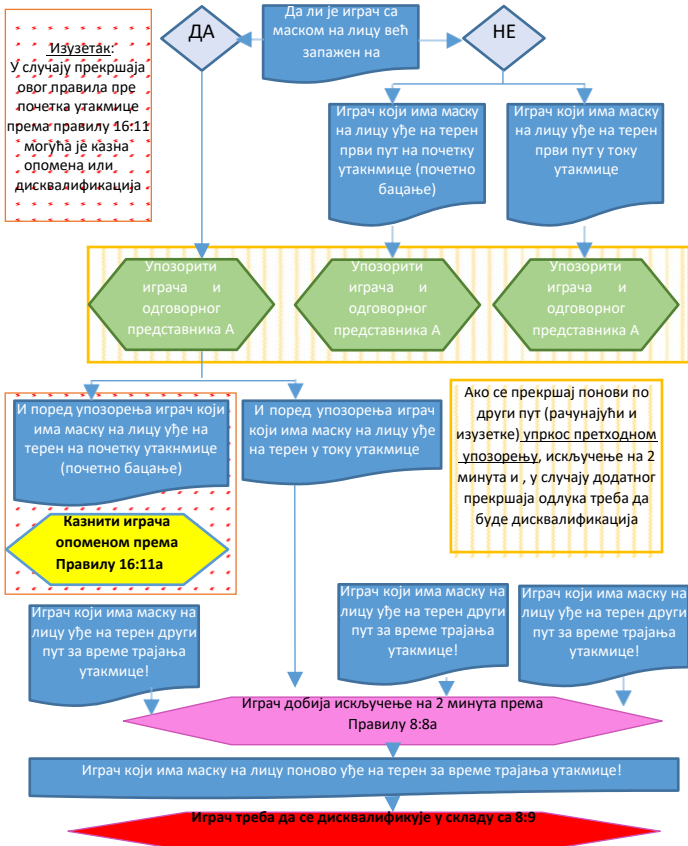 Да ли је играч са
маском на лицу већ
запажен на
ДА
НЕ
Изузетак:
У случају прекршаја
овог правила пре
почетка утакмице
према правилу 16:11
могућа је казна
опомена или
дисквалификација
Играч који има маску
на лицу уђе на терен
први пут на почетку
утакнмице (почетно
бацање)
Играч који има маску
на лицу уђе на терен
први пут у току
утакмице
Упозорити
играча и
одговорног
представника А
Упозорити
играча и
одговорног
представника А
Упозорити
играча и
одговорног
представника А
И поред упозорења играч који
има маску на лицу уђе на
терен на почетку утакнмице
(почетно бацање)
И поред упозорења играч
који има маску на лицу уђе
на терен у току утакмице
Ако се прекршај понови по
други пут (рачунајући и
изузетке) упркос претходном
упозорењу, искључење на 2
минута и , у случају додатног
прекршаја одлука треба да
буде дисквалификација
Казнити играча
опоменом према
Правилу 16:11а
Играч који има маску на
лицу уђе на терен други
пут за време трајања
утакмице!
Играч који има маску на
лицу уђе на терен други
пут за време трајања
утакмице!
Играч који има маску на
лицу уђе на терен други
пут за време трајања
утакмице!
Играч добија искључење на 2 минута према
Правилу 8:8а
Играч који има маску на лицу поново уђе на терен за време трајања утакмице!
Играч треба да се дисквалификује у складу са 8:9